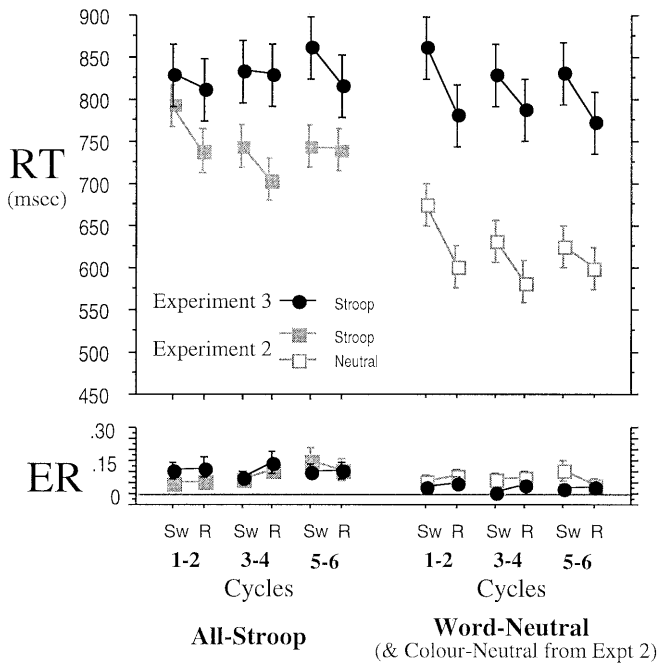 900
850
800
750
700
650
600
550
500
450
RT
(msec)
Experiment 3 Stroop
Stroop
Experiment 2
Neutral
.30
.15
0
ER
Sw R Sw R Sw R Sw R Sw R Sw R
1-2 3-4 5-6 1-2 3-4 5-6
Cycles Cycles
All-Stroop Word-Neutral
(& Colour-Neutral from Expt 2)